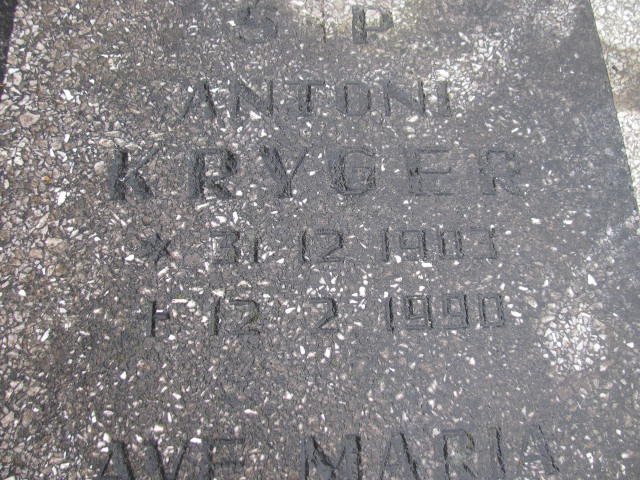 Ś P
ANTONI
KRYGER
* 31 12 1903
† 12 2 1990
AVE MARIA